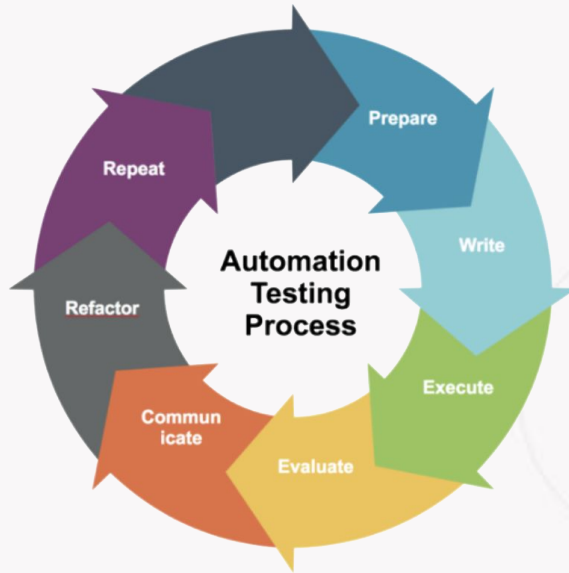 Automation
Testing
Process
Prepare
Write
Execute
Evaluate
Commun
icate
Refactor
Repeat